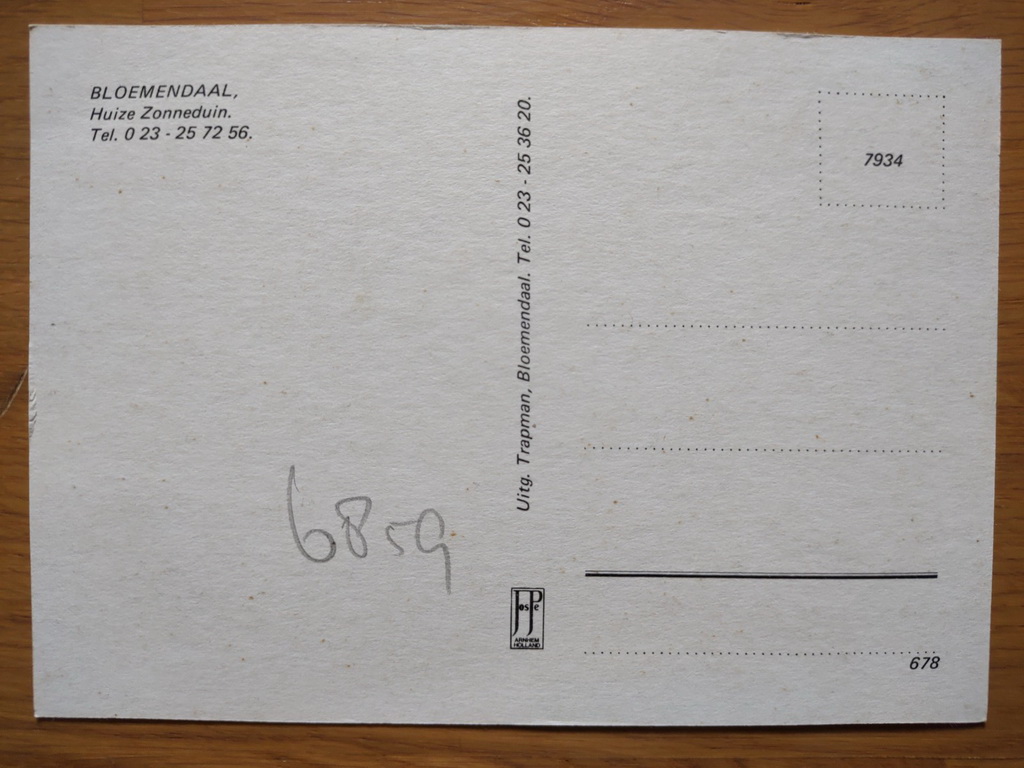 BLOEMENDAAL,
Huize Zonneduin.
Tel. 0 23 - 25 72 56.
6859
Uitg. Trapman, Bloemendaal. Tel. 0 23 - 25 36 20.
JosPe
ARNHEM
HOLLAND
7934
678